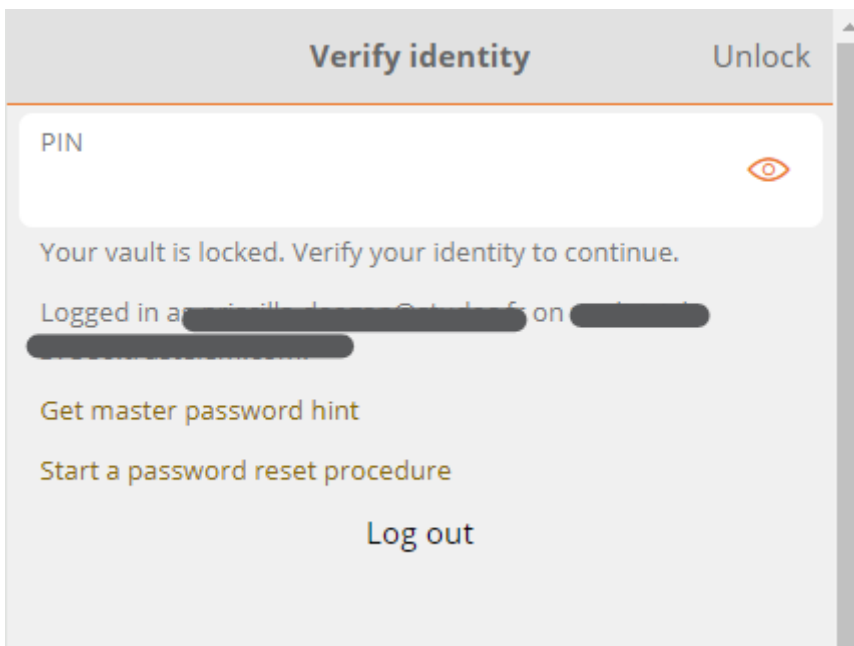 Verify identity
Unlock
PIN
Your vault is locked. Verify your identity to continue.
Logged in on
Get master password hint
Start a password reset procedure
Log out